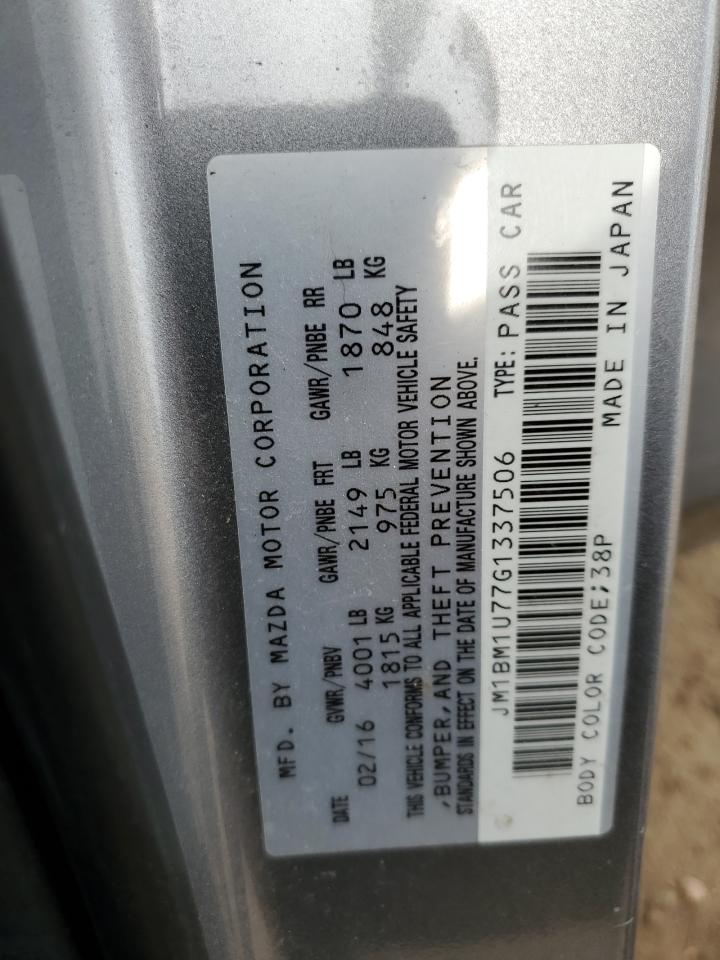 MFD. BY MAZDA MOTOR CORPORATION
DATE GVWR/PNBV GAWR/PNBE FRT GAWR/PNBE RR
02/16 4001 LB 2149 LB 1870 LB
1815 KG 975 KG 848 KG
THIS VEHICLE CONFORMS TO ALL APPLICABLE FEDERAL MOTOR VEHICLE SAFETY
,BUMPER,AND THEFT PREVENTION
STANDARDS IN EFFECT ON THE DATE OF MANUFACTURE SHOWN ABOVE.
JM1BM1U77G1337506 TYPE: PASS CAR
BODY COLOR CODE;38P MADE IN JAPAN